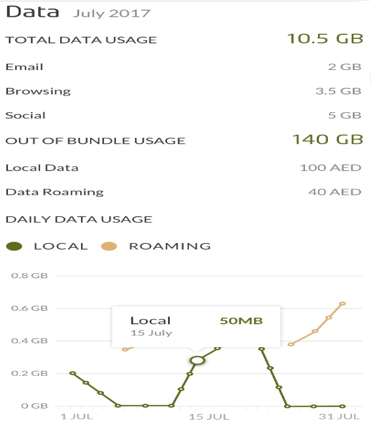 Data July 2017
TOTAL DATA USAGE 10.5 GB
Email 2 GB
Browsing 3.5 GB
Social 5 GB
OUT OF BUNDLE USAGE 140 GB
Local Data 100 AED
Data Roaming 40 AED
DAILY DATA USAGE
LOCAL ROAMING
0.8 GB
0.6 GB
Local 50MB
15 July
0.4 GB
0.2 GB
0 GB
1 JUL 15 JUL 31 JUL